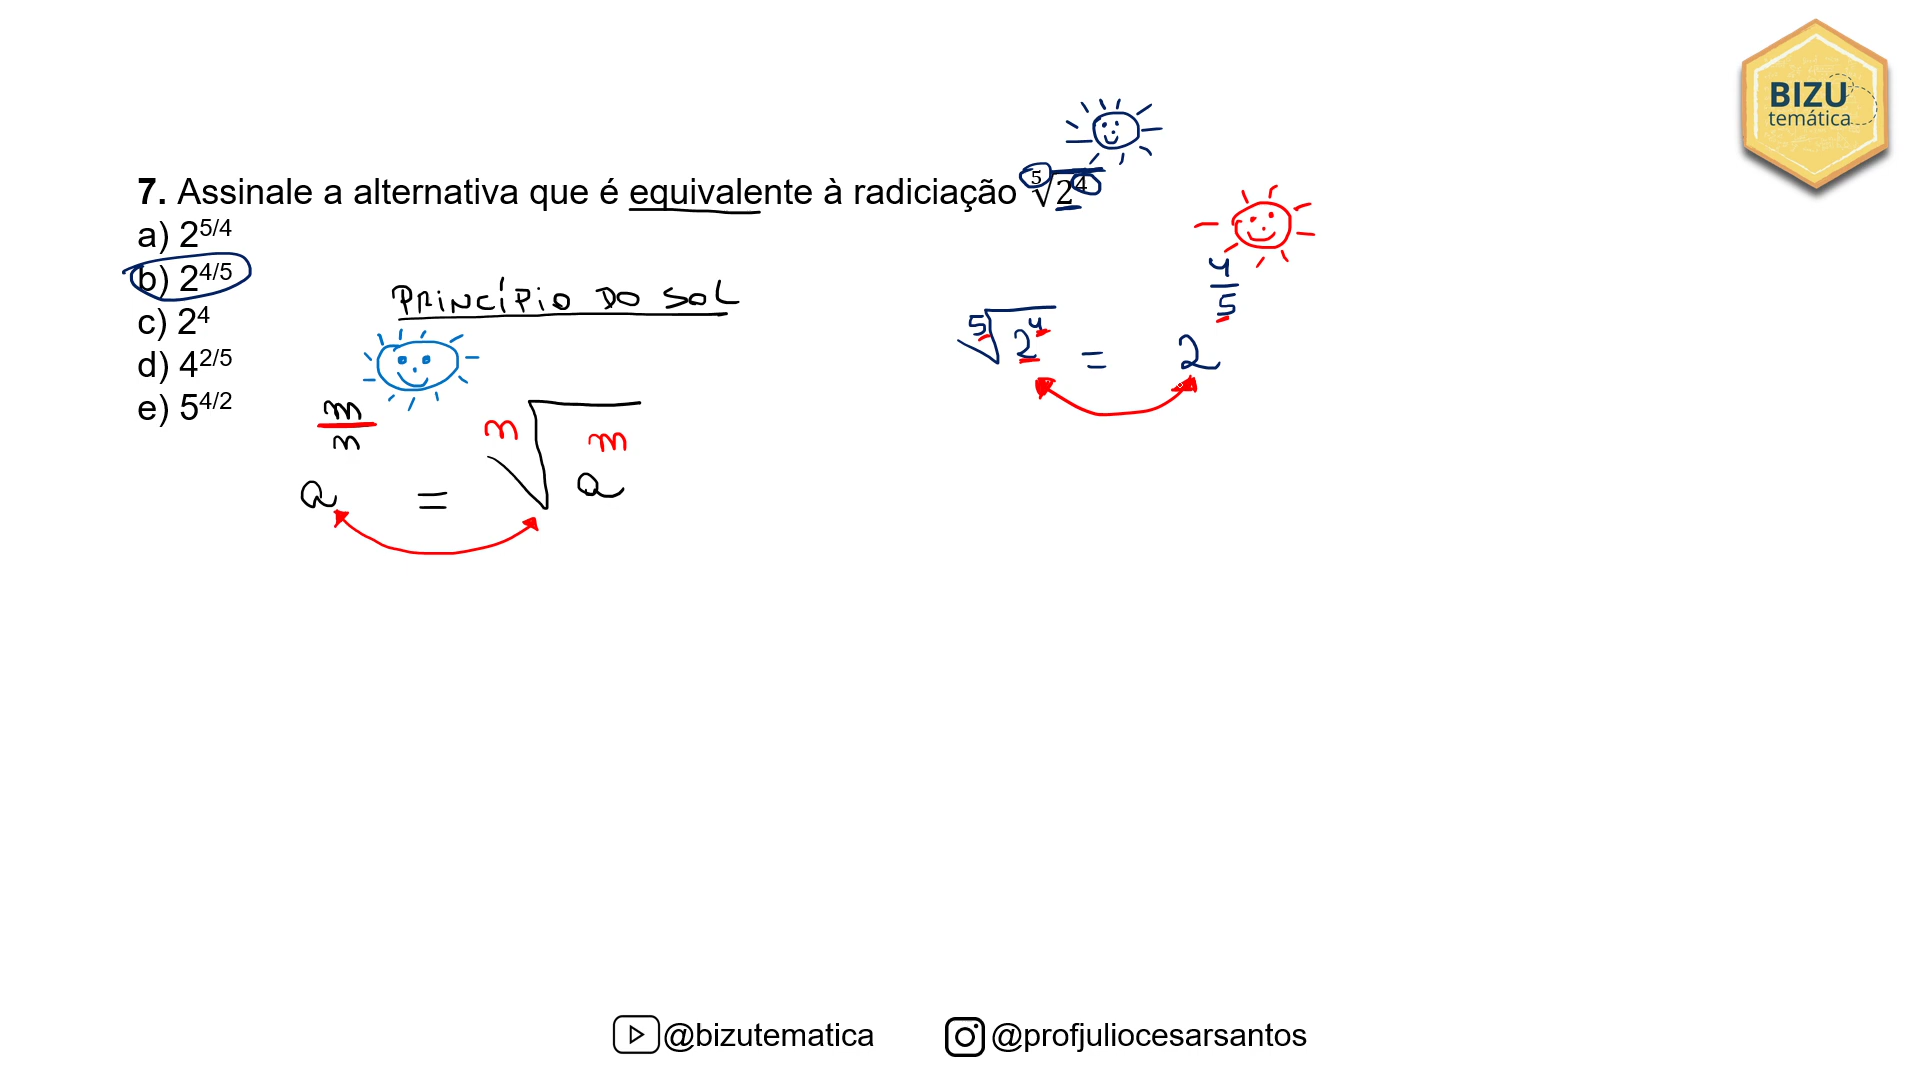 BIZU
temática
7. Assinale a alternativa que é equivalente à radiciação ⁵√2⁴
a) 2^5/4
b) 2^4/5
c) 2^4
d) 4^2/5
e) 5^4/2
PRINCÍPIO DO SOL
a^m/n = ⁿ√a^m
⁵√2⁴ = 2^4/5
@bizutematica @profjuliocesarsantos